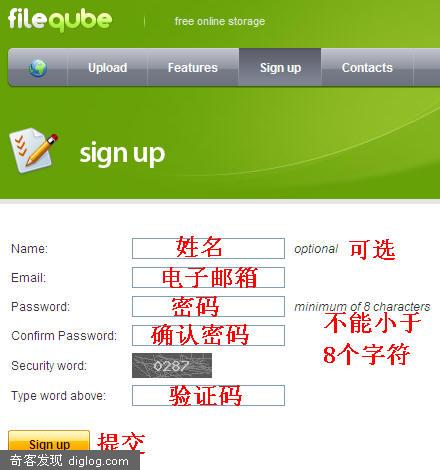 fileqube free online storage
Upload Features Sign up Contacts
sign up
Name: 姓名 optional 可选
Email: 电子邮箱
Password: 密码 minimum of 8 characters
不能小于
Confirm Password: 确认密码
8个字符
Security word: 0287
Type word above: 验证码
Sign up 提交
奇客发现 diglog.com